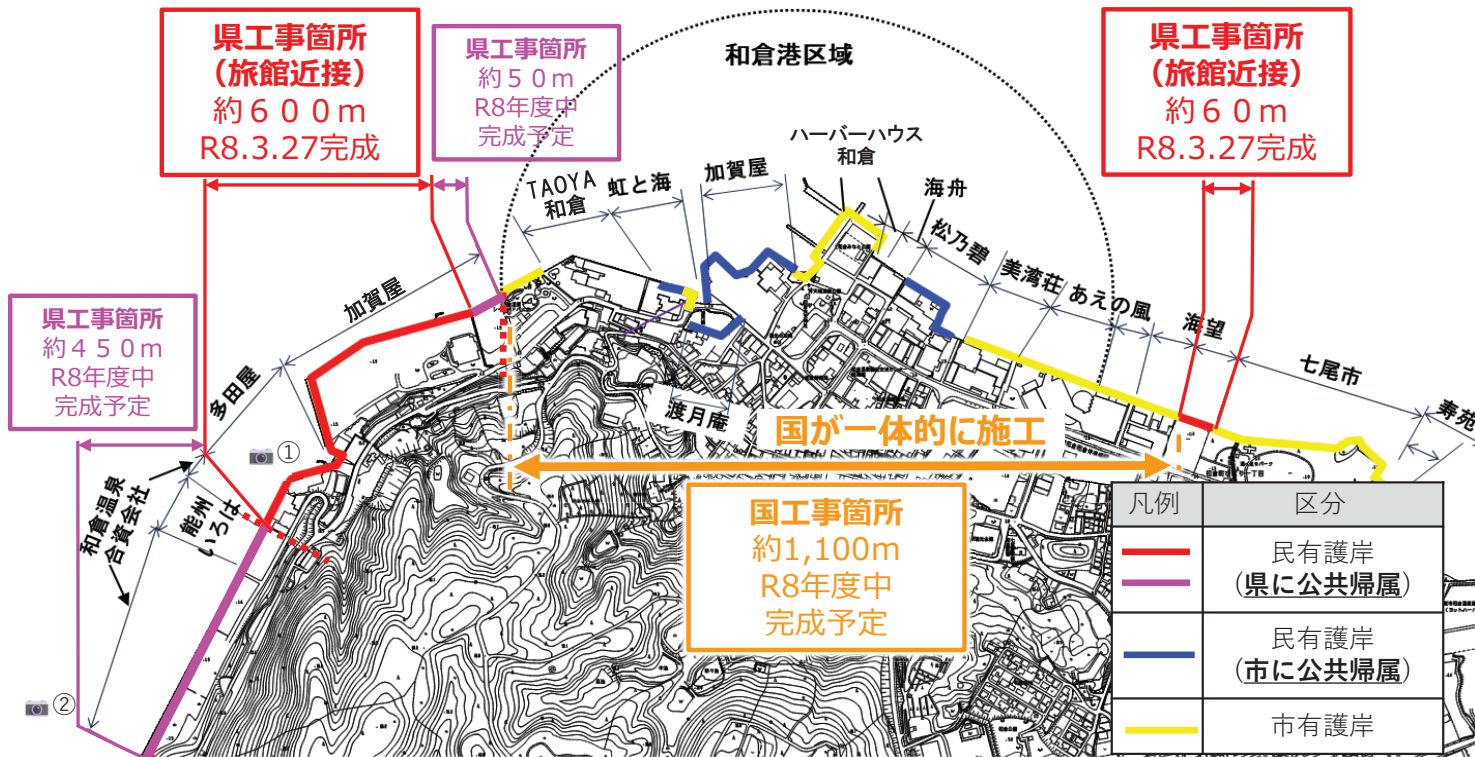 県工事箇所
（旅館近接）
約６００ｍ
R8.3.27完成
県工事箇所
約５０ｍ
R8年度中
完成予定
和倉港区域
県工事箇所
（旅館近接）
約６０ｍ
R8.3.27完成
ハーバーハウス
和倉
TAOYA
和倉
虹と海
加賀屋
海舟
松乃碧
美湾荘
あえの風
海望
七尾市
寿苑
加賀屋
多田屋
県工事箇所
約４５０ｍ
R8年度中
完成予定
①
和倉温泉
合資会社
能州
いろは
②
渡月庵
国が一体的に施工
国工事箇所
約1,100m
R8年度中
完成予定
凡例 区分
民有護岸
(県に公共帰属)
民有護岸
(市に公共帰属)
市有護岸